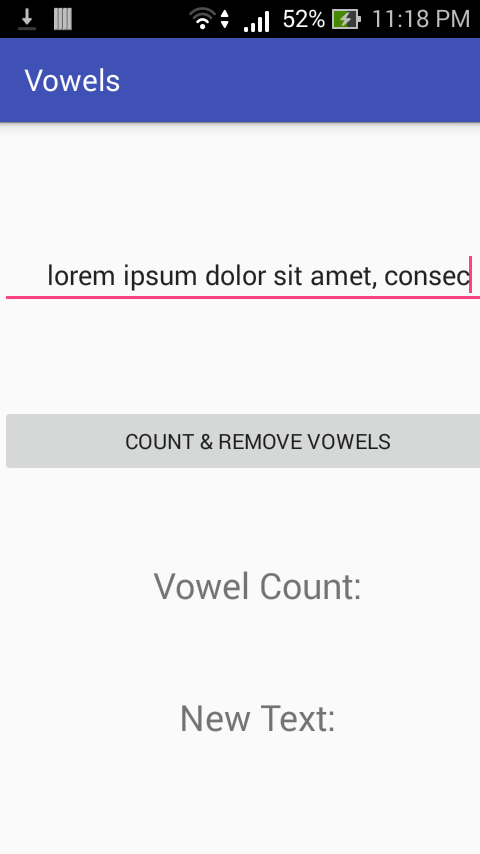 52% 11:18 PM
Vowels
lorem ipsum dolor sit amet, consec
COUNT & REMOVE VOWELS
Vowel Count:
New Text: